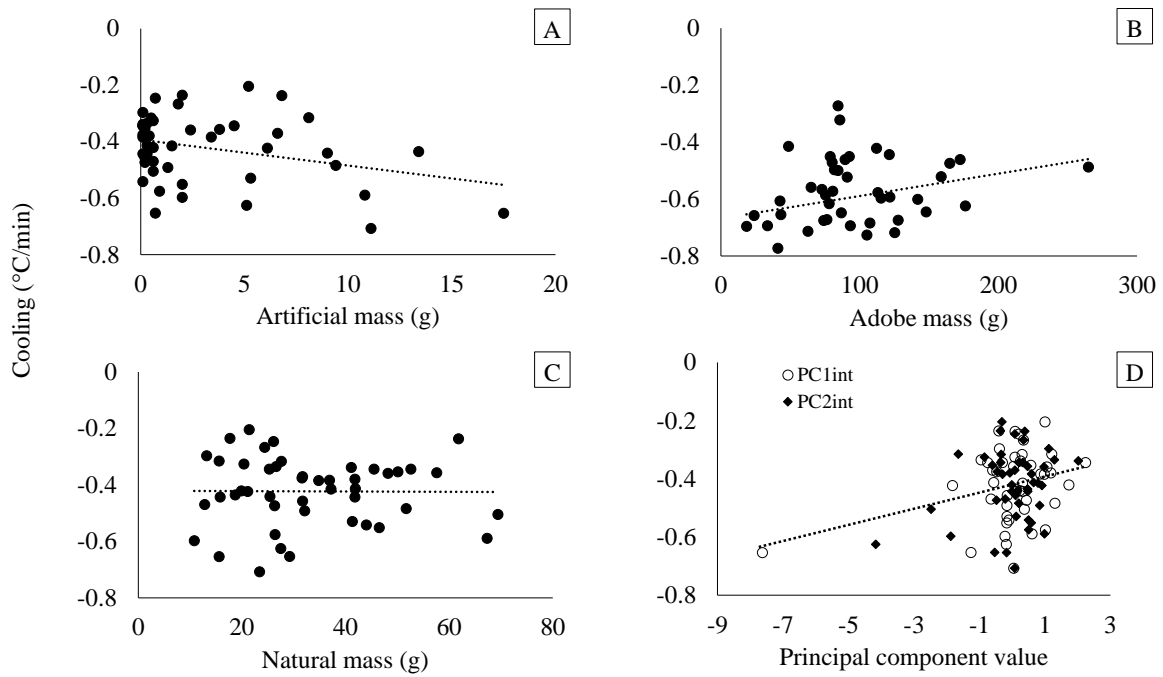 A
0
-0.2
-0.4
-0.6
-0.8
0 5 10 15 20
Artificial mass (g)
B
0
-0.2
-0.4
-0.6
-0.8
0 100 200 300
Adobe mass (g)
Cooling (°C/min)
C
0
-0.2
-0.4
-0.6
-0.8
0 20 40 60 80
Natural mass (g)
D
0
PC1int
PC2int
-0.2
-0.4
-0.6
-0.8
-9 -7 -5 -3 -1 1 3
Principal component value